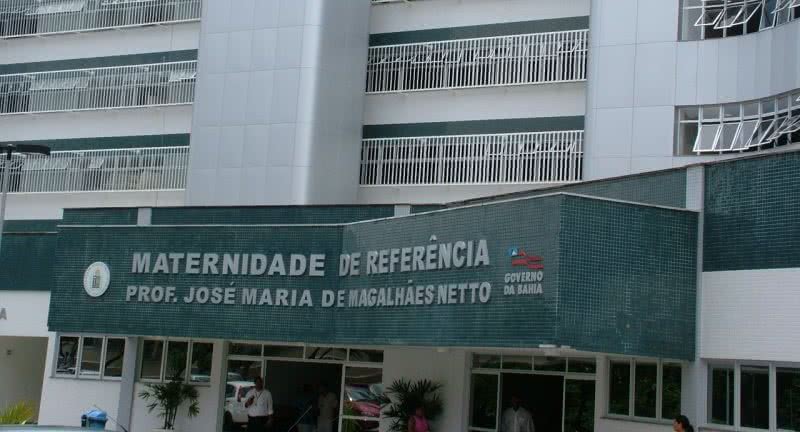 MATERNIDADE DE REFERÊNCIA
PROF. JOSÉ MARIA DE MAGALHÃES NETTO
GOVERNO
DA BAHIA